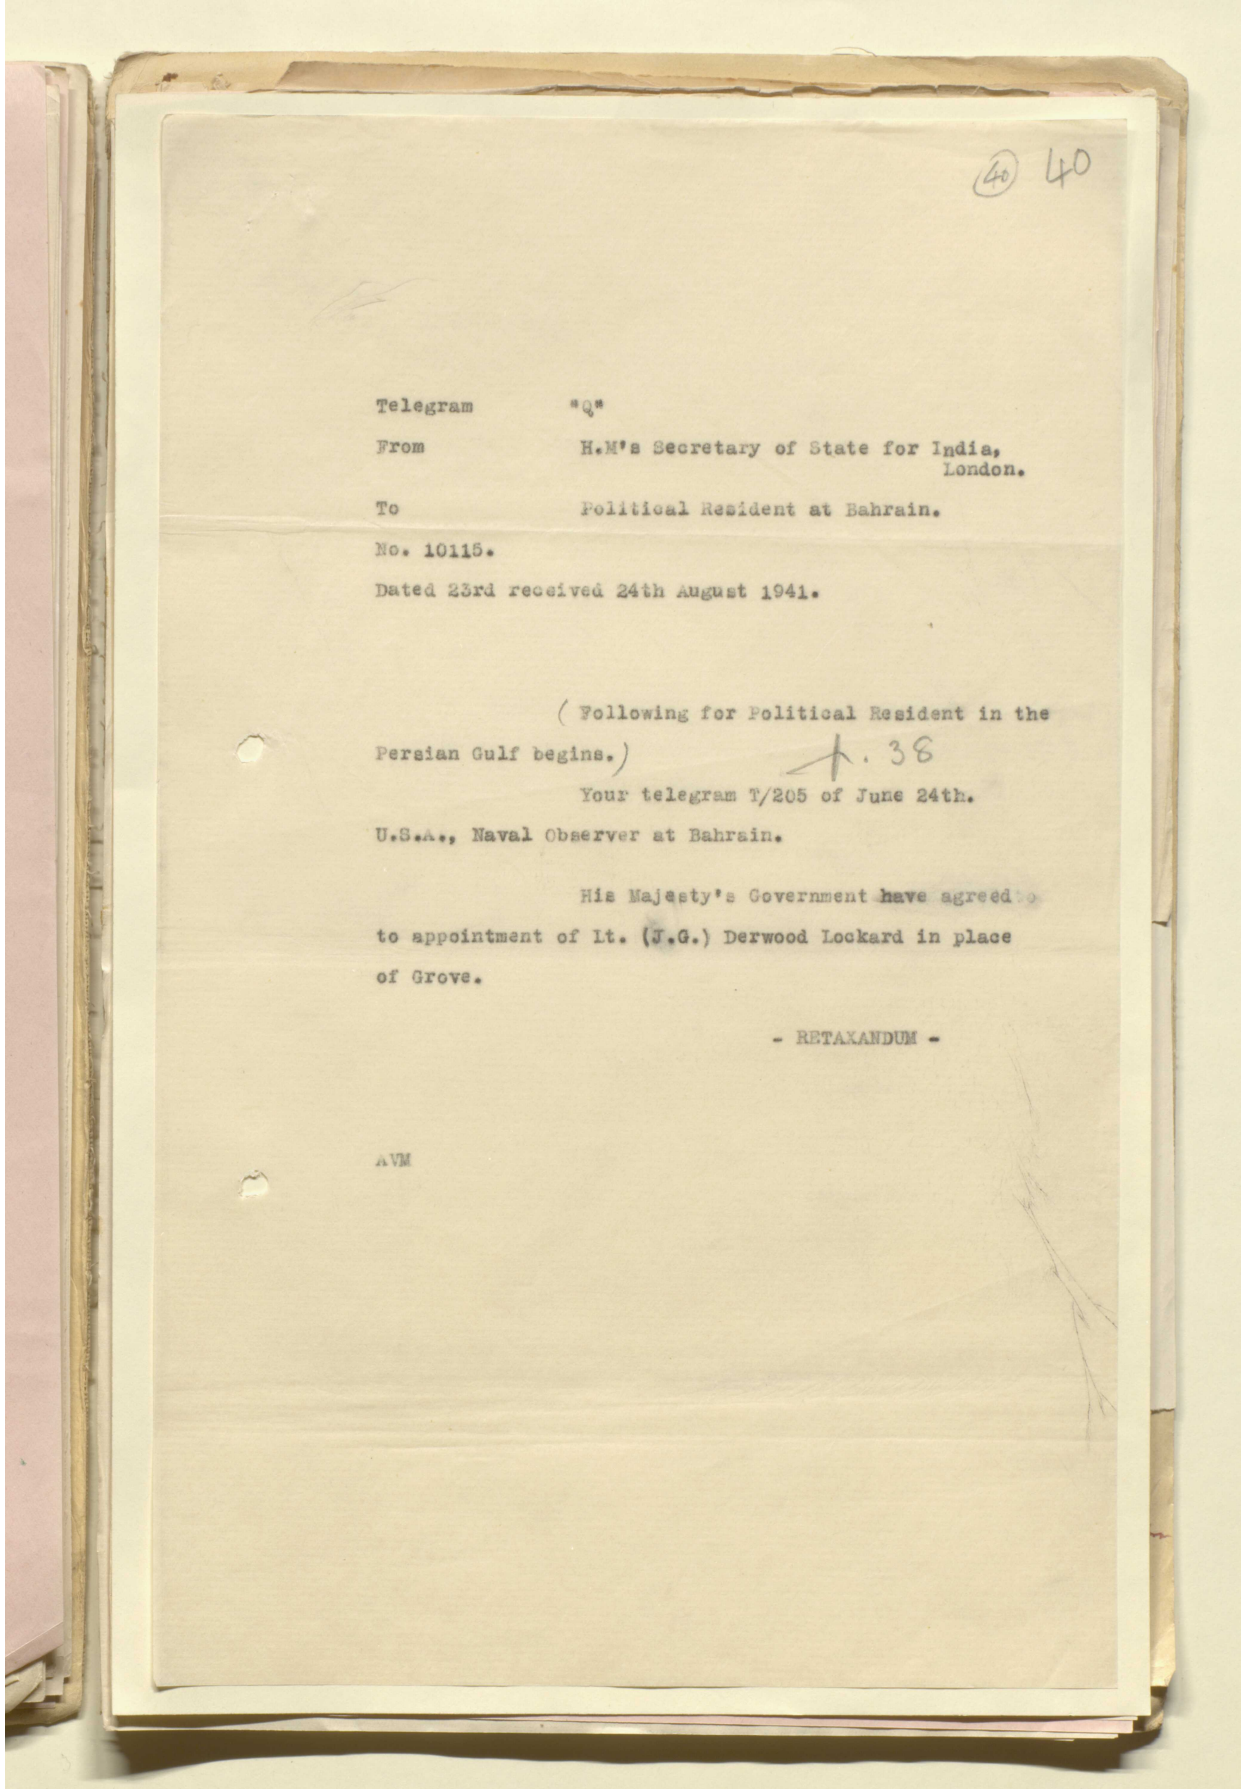 40 40
Telegram "Q"
From H.M's Secretary of State for India,
London.
To Political Resident at Bahrain.
No. 10115.
Dated 23rd received 24th August 1941.
(Following for Political Resident in the
Persian Gulf begins.) p. 38
Your telegram T/205 of June 24th.
U.S.A., Naval Observer at Bahrain.
His Majesty's Government have agreed
to appointment of Lt. (J.G.) Derwood Lockard in place
of Grove.
- RETAXANDUM -
AVM